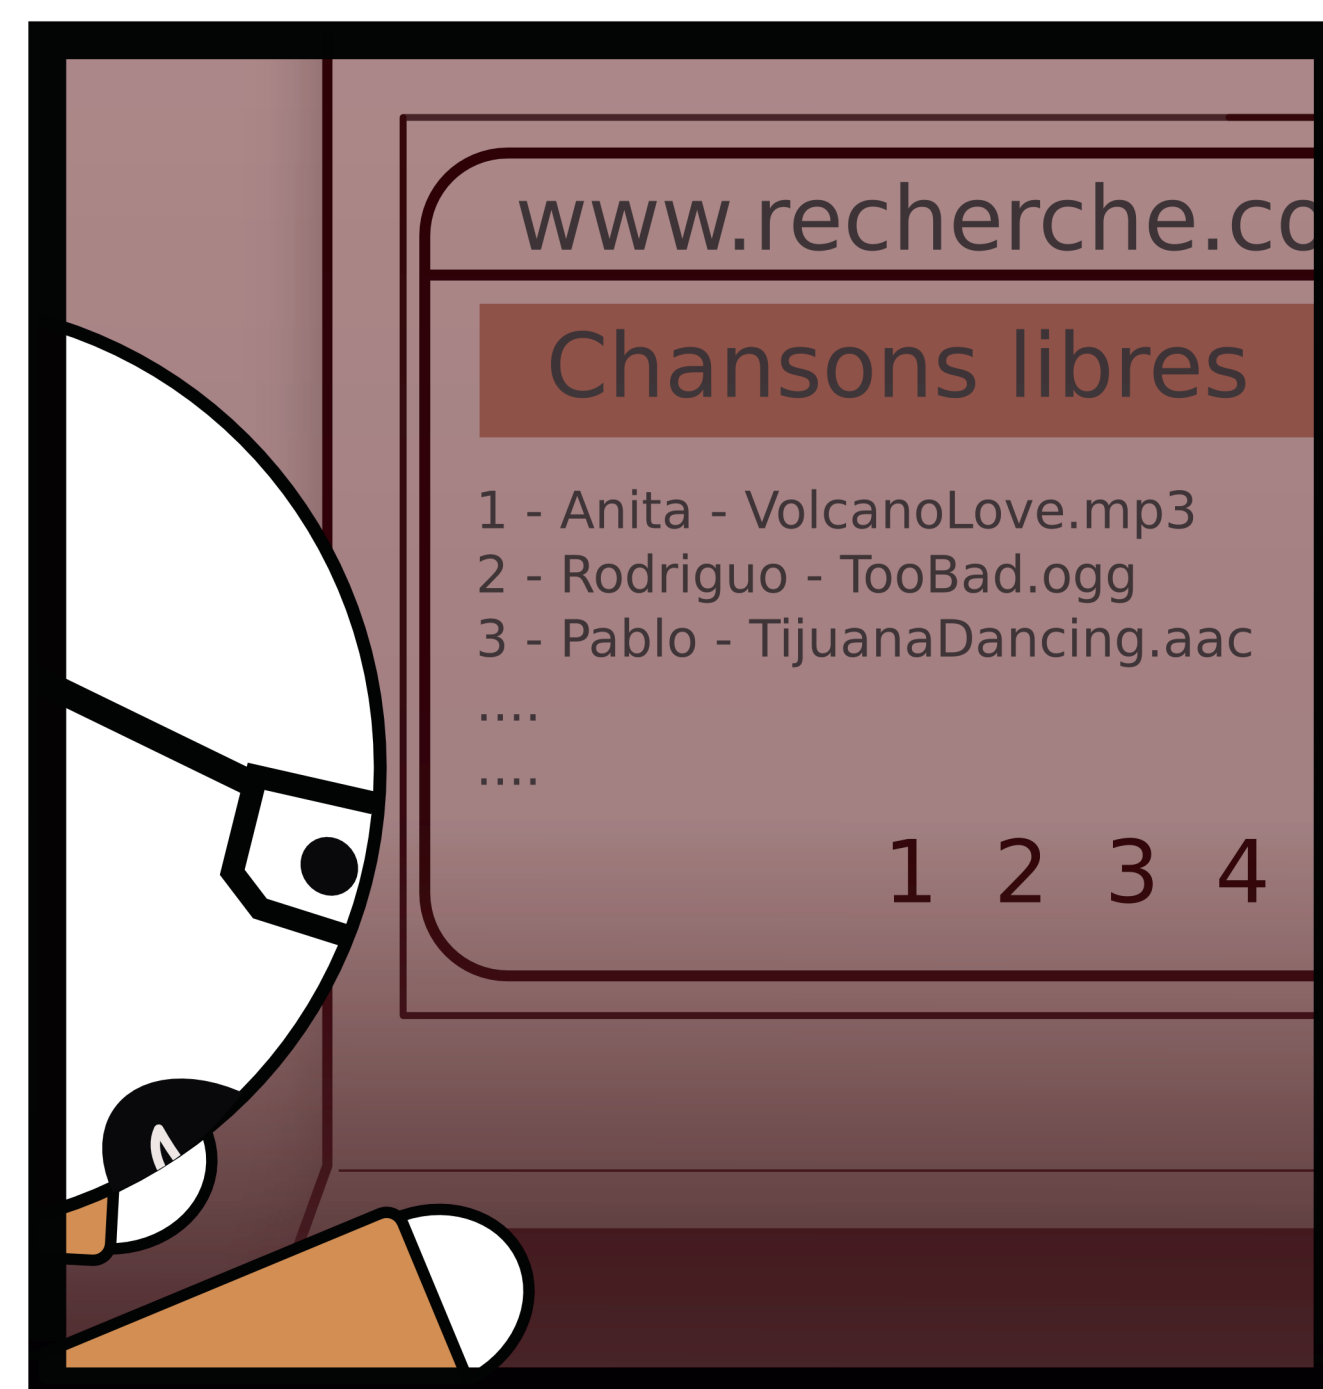 www.recherche.co
Chansons libres
1 - Anita - VolcanoLove.mp3
2 - Rodriguo - TooBad.ogg
3 - Pablo - TijuanaDancing.aac
....
....
1 2 3 4